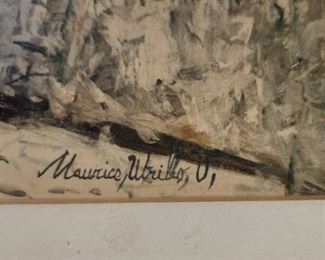 Maurice, Utrillo, V,